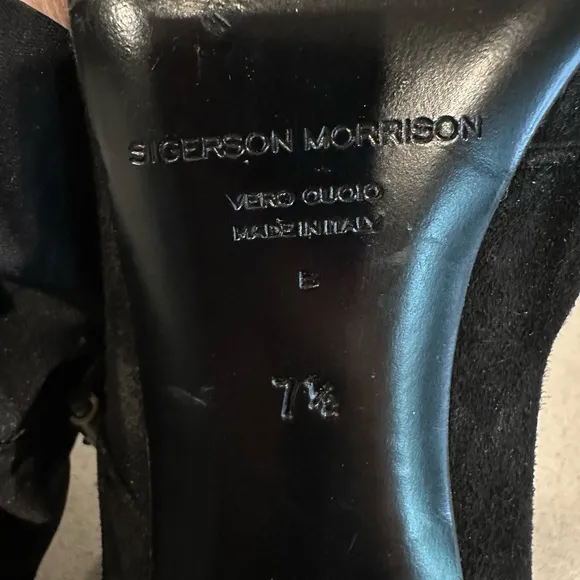 SIGERSON MORRISON
VERO CUOIO
MADE IN ITALY
B
7½